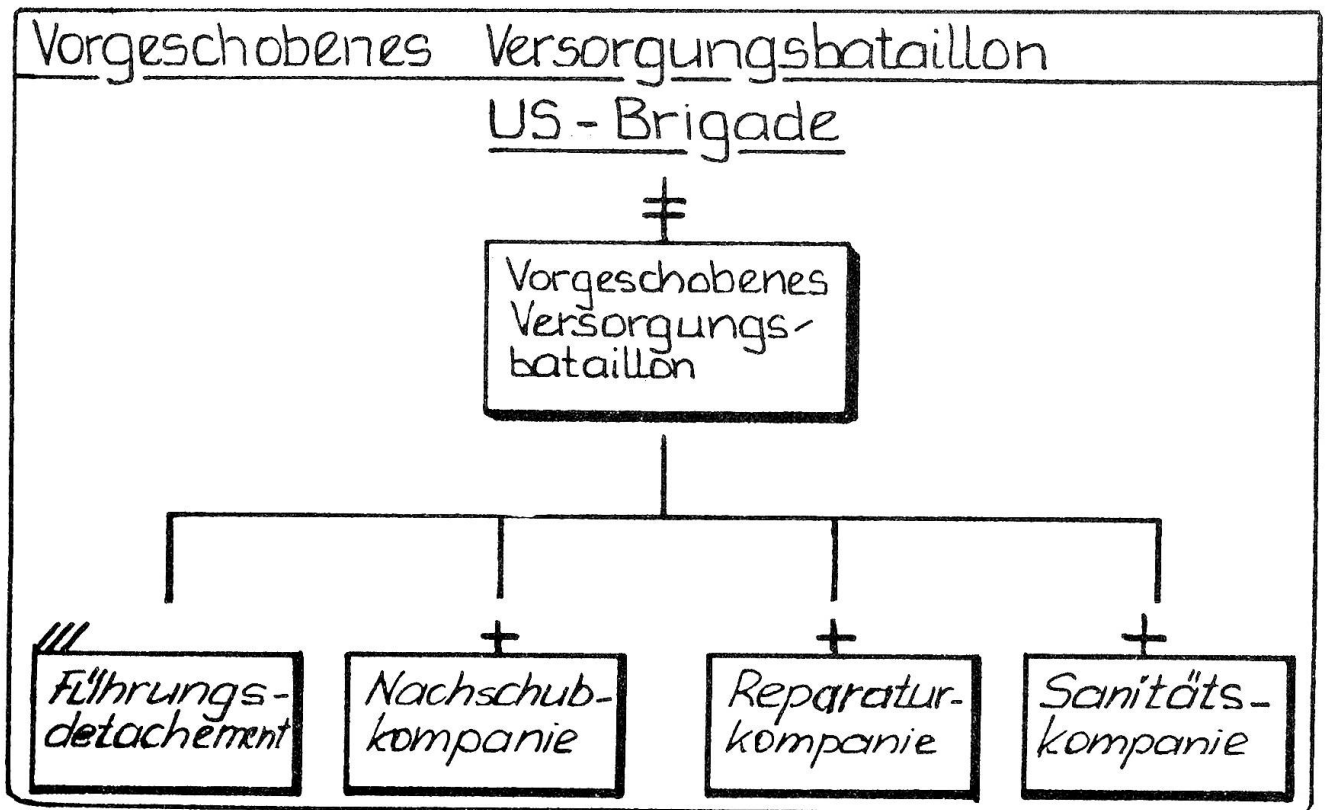 Vorgeschobenes Versorgungsbataillon
US - Brigade
Vorgeschobenes
Versorgungs-
bataillon
Führungs-
detachement
Nachschub-
kompanie
Reparatur-
kompanie
Sanitäts-
kompanie